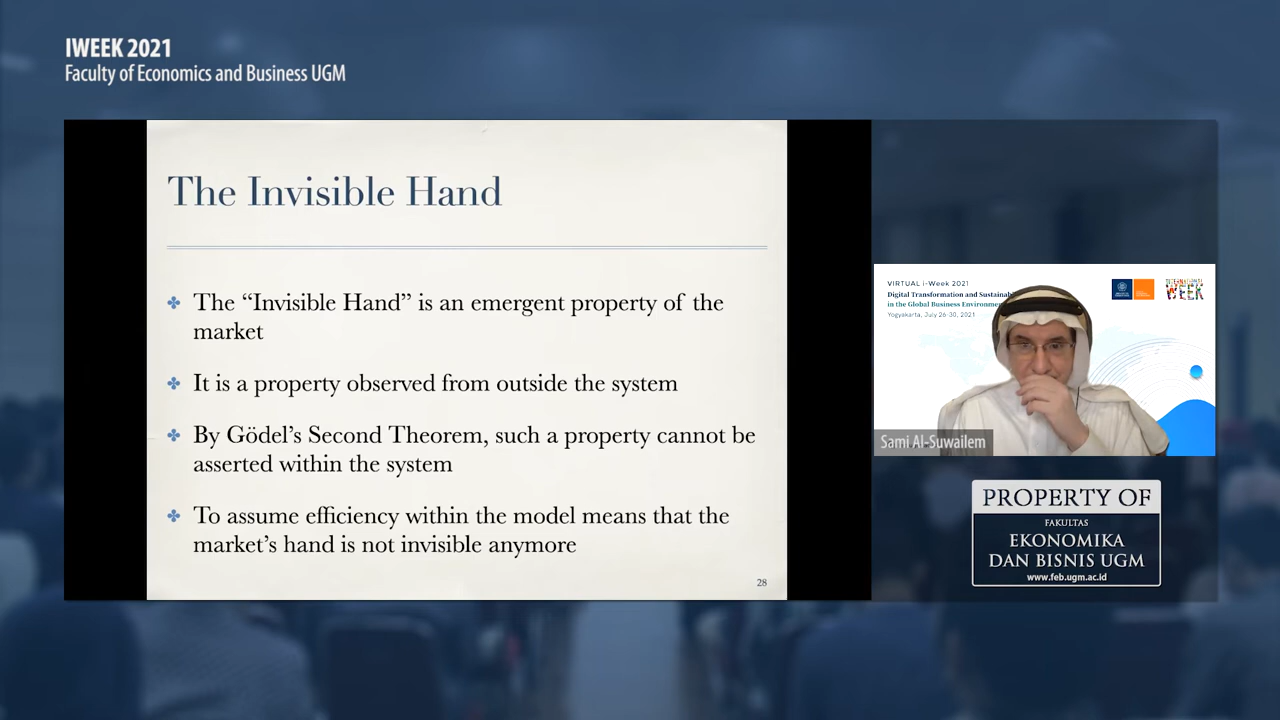 IWEEK 2021
Faculty of Economics and Business UGM
The Invisible Hand
The “Invisible Hand” is an emergent property of the
market
It is a property observed from outside the system
By Gödel’s Second Theorem, such a property cannot be
asserted within the system
To assume efficiency within the model means that the
market’s hand is not invisible anymore
28
VIRTUAL i-Week 2021
Digital Transformation and Sustainab
in the Global Business Environme
Yogyakarta, July 26-30, 2021
INTERNATIONAL
WEEK
Sami Al-Suwailem
PROPERTY OF
FAKULTAS
EKONOMIKA
DAN BISNIS UGM
www.feb.ugm.ac.id